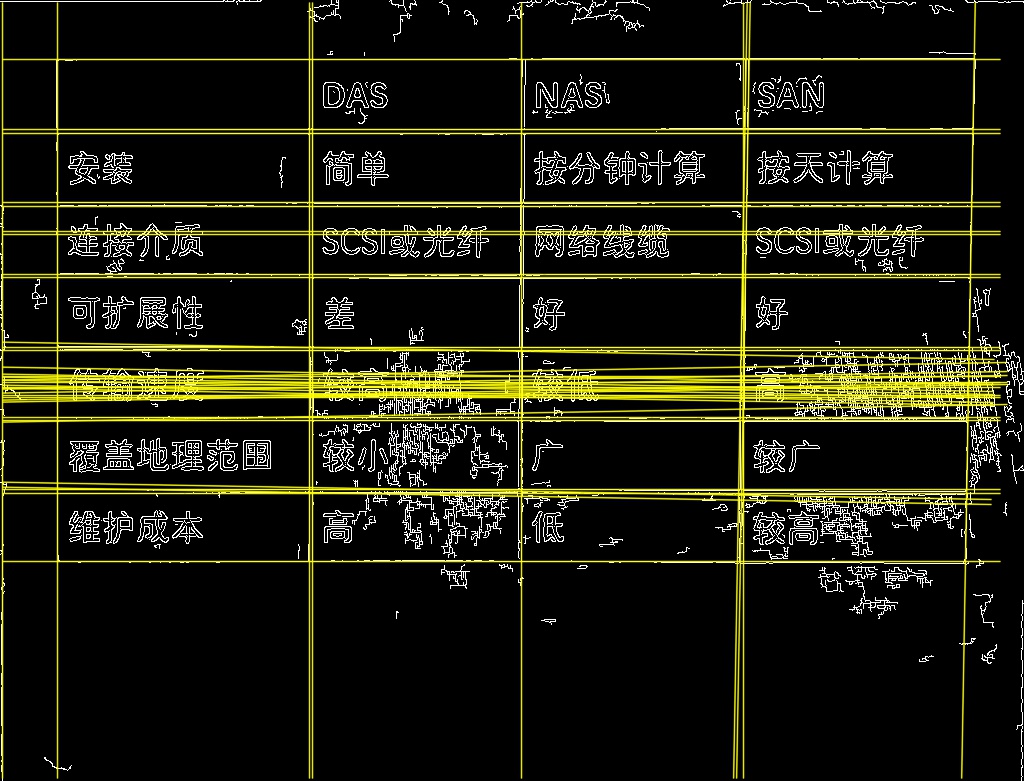 DAS NAS SAN
安装 简单 按分钟计算 按天计算
连接介质 SCSI或光纤 网络线缆 SCSI或光纤
可扩展性 差 好 好
传输速度 较高 较低 高
覆盖地理范围 较小 广 较广
维护成本 高 低 较高